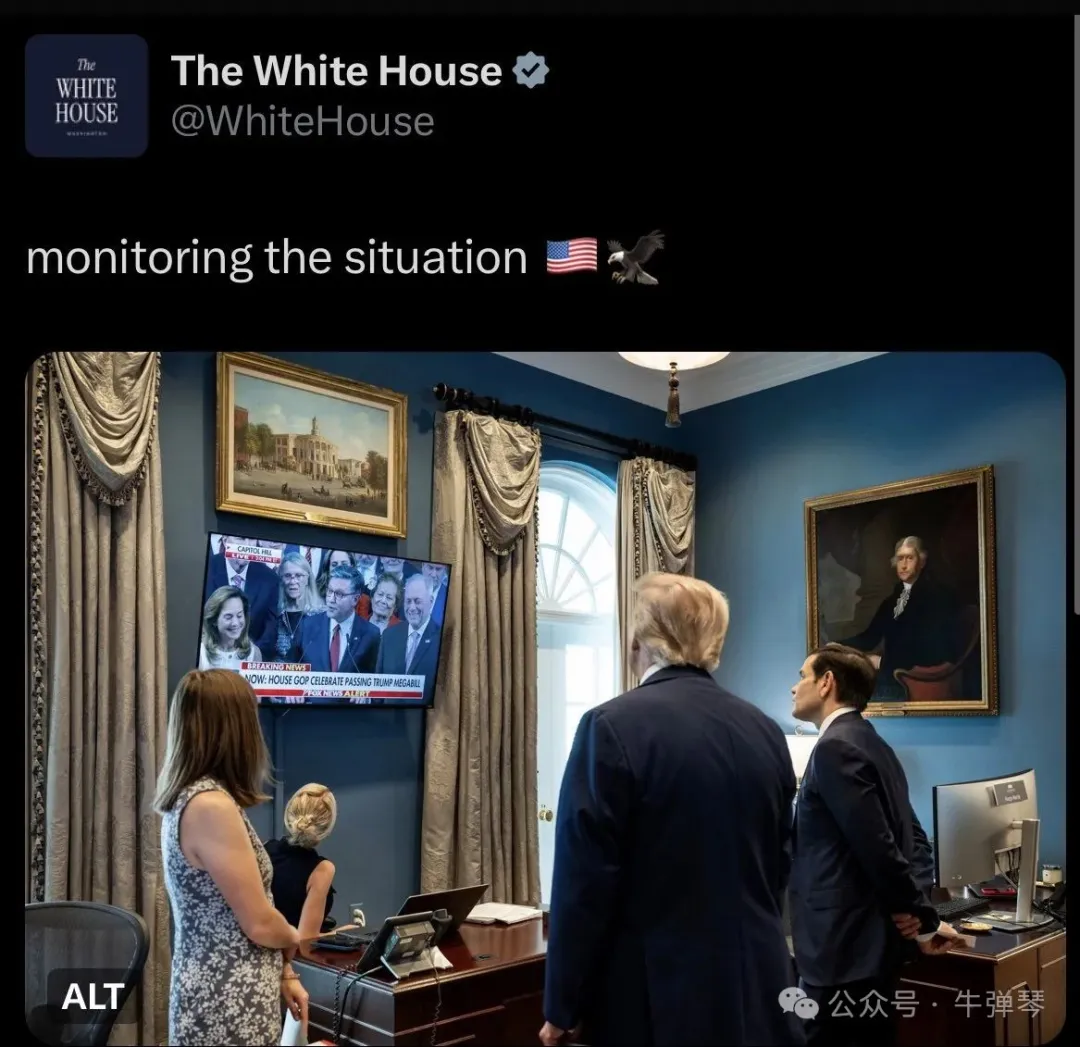 The
WHITE
HOUSE
WASHINGTON
The White House
@WhiteHouse
monitoring the situation 🇺🇸🦅
CAPITOL HILL
LIVE
BREAKING NEWS
NOW: HOUSE GOP CELEBRATE PASSING TRUMP MEGABILL
FOX NEWS ALERT
ALT
公众号 · 牛弹琴